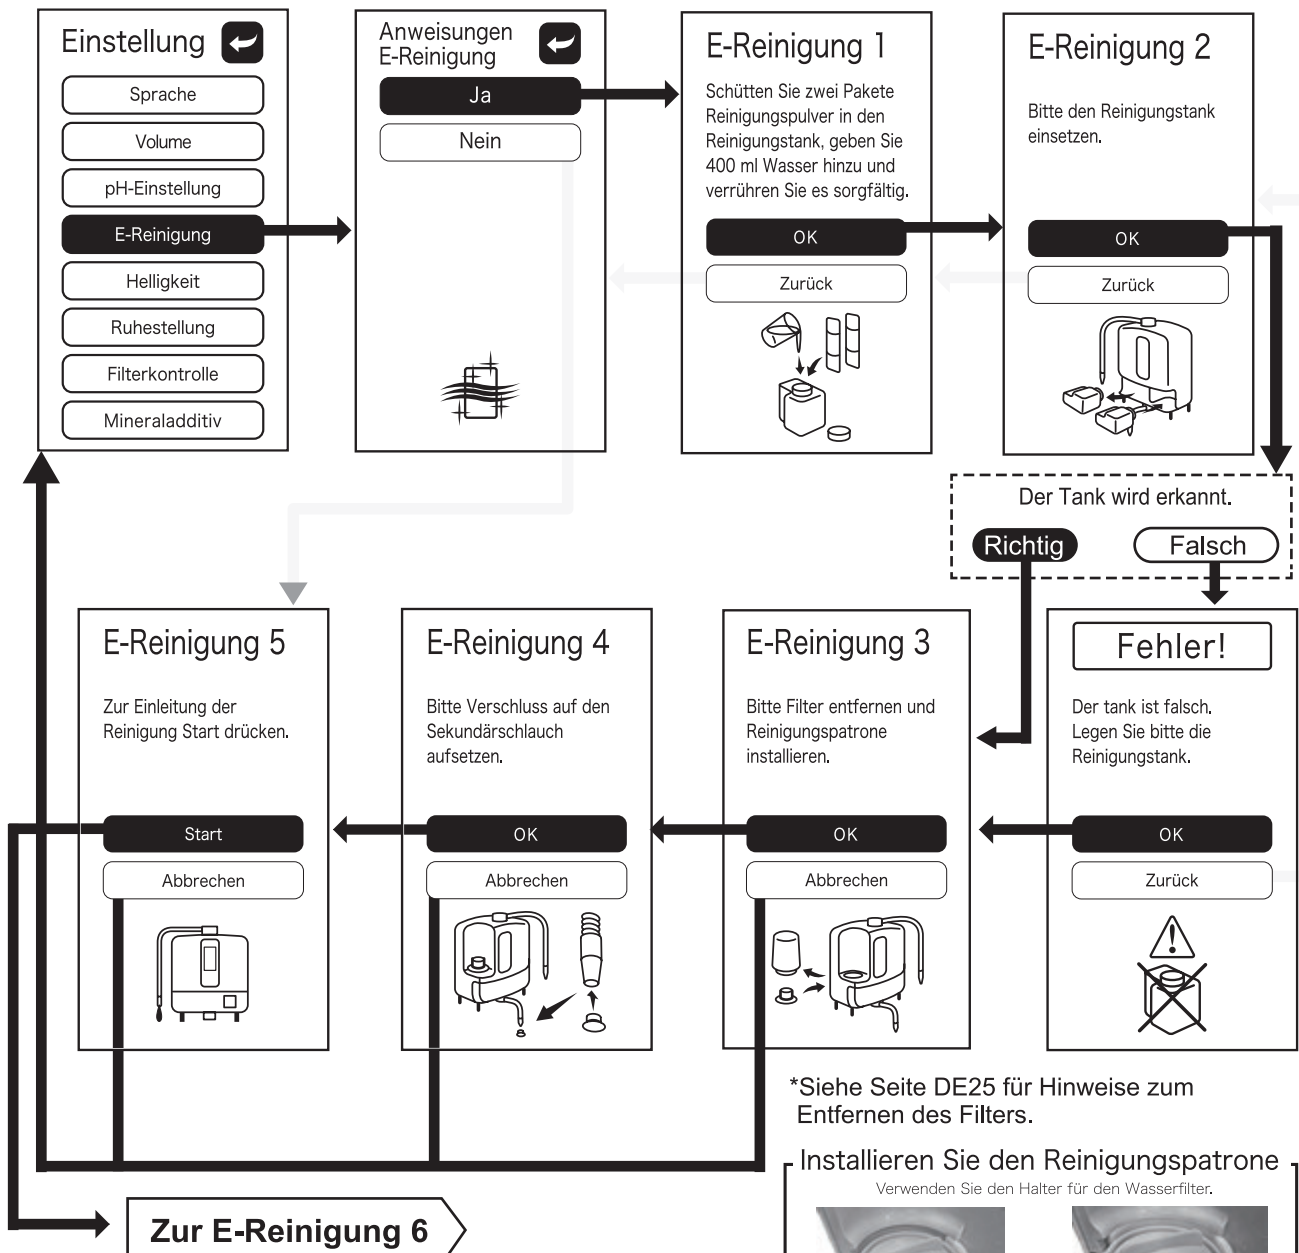 Einstellung
Sprache
Volume
pH-Einstellung
E-Reinigung
Helligkeit
Ruhestellung
Filterkontrolle
Mineraladditiv
Anweisungen
E-Reinigung
Ja
Nein
E-Reinigung 1
Schütten Sie zwei Pakete
Reinigungspulver in den
Reinigungstank, geben Sie
400 ml Wasser hinzu und
verrühren Sie es sorgfältig.
OK
Zurück
E-Reinigung 2
Bitte den Reinigungstank
einsetzen.
OK
Zurück
Der Tank wird erkannt.
Richtig
Falsch
Fehler!
Der tank ist falsch.
Legen Sie bitte die
Reinigungstank.
OK
Zurück
E-Reinigung 3
Bitte Filter entfernen und
Reinigungspatrone
installieren.
OK
Abbrechen
E-Reinigung 4
Bitte Verschluss auf den
Sekundärschlauch
aufsetzen.
OK
Abbrechen
E-Reinigung 5
Zur Einleitung der
Reinigung Start drücken.
Start
Abbrechen
*Siehe Seite DE25 für Hinweise zum
Entfernen des Filters.
Installieren Sie den Reinigungspatrone
Verwenden Sie den Halter für den Wasserfilter.
Zur E-Reinigung 6